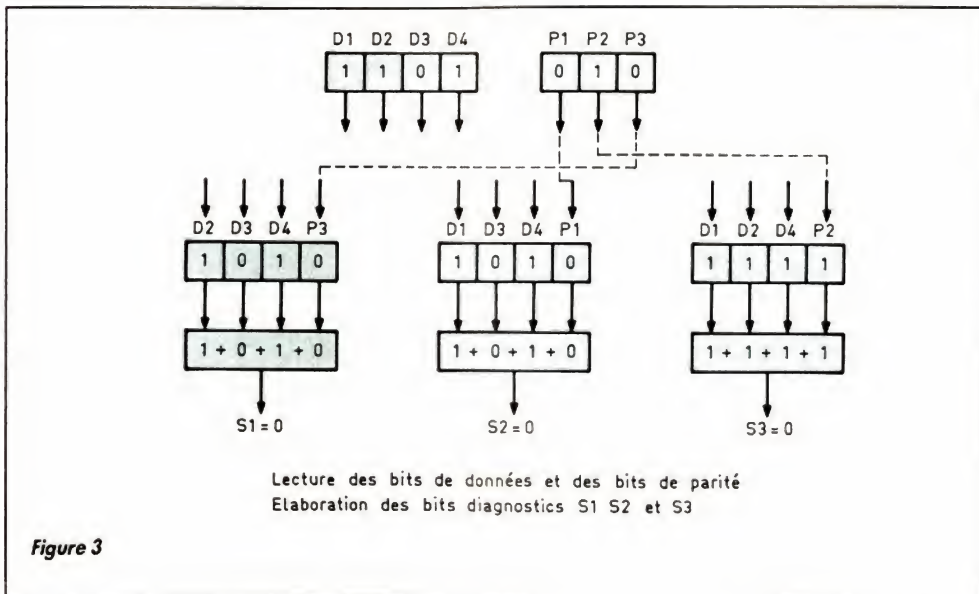 D1 D2 D3 D4 P1 P2 P3
1 1 0 1 0 1 0
D2 D3 D4 P3 D1 D3 D4 P1 D1 D2 D4 P2
1 0 1 0 1 0 1 0 1 1 1 1
1 + 0 + 1 + 0 1 + 0 + 1 + 0 1 + 1 + 1 + 1
S1 = 0 S2 = 0 S3 = 0
Lecture des bits de données et des bits de parité
Elaboration des bits diagnostics S1 S2 et S3
Figure 3